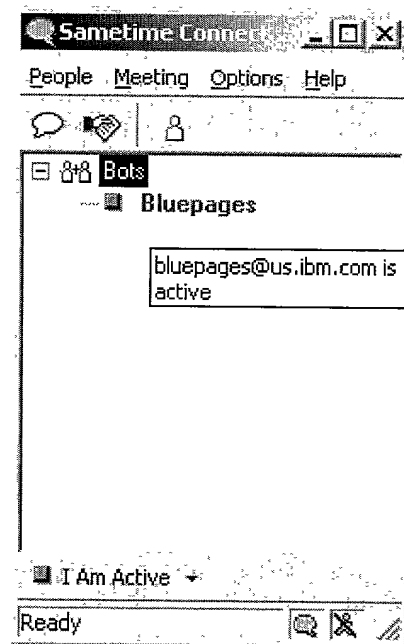 Sametime Connect
People Meeting Options Help
Bots
Bluepages
bluepages@us.ibm.com is
active
I Am Active
Ready